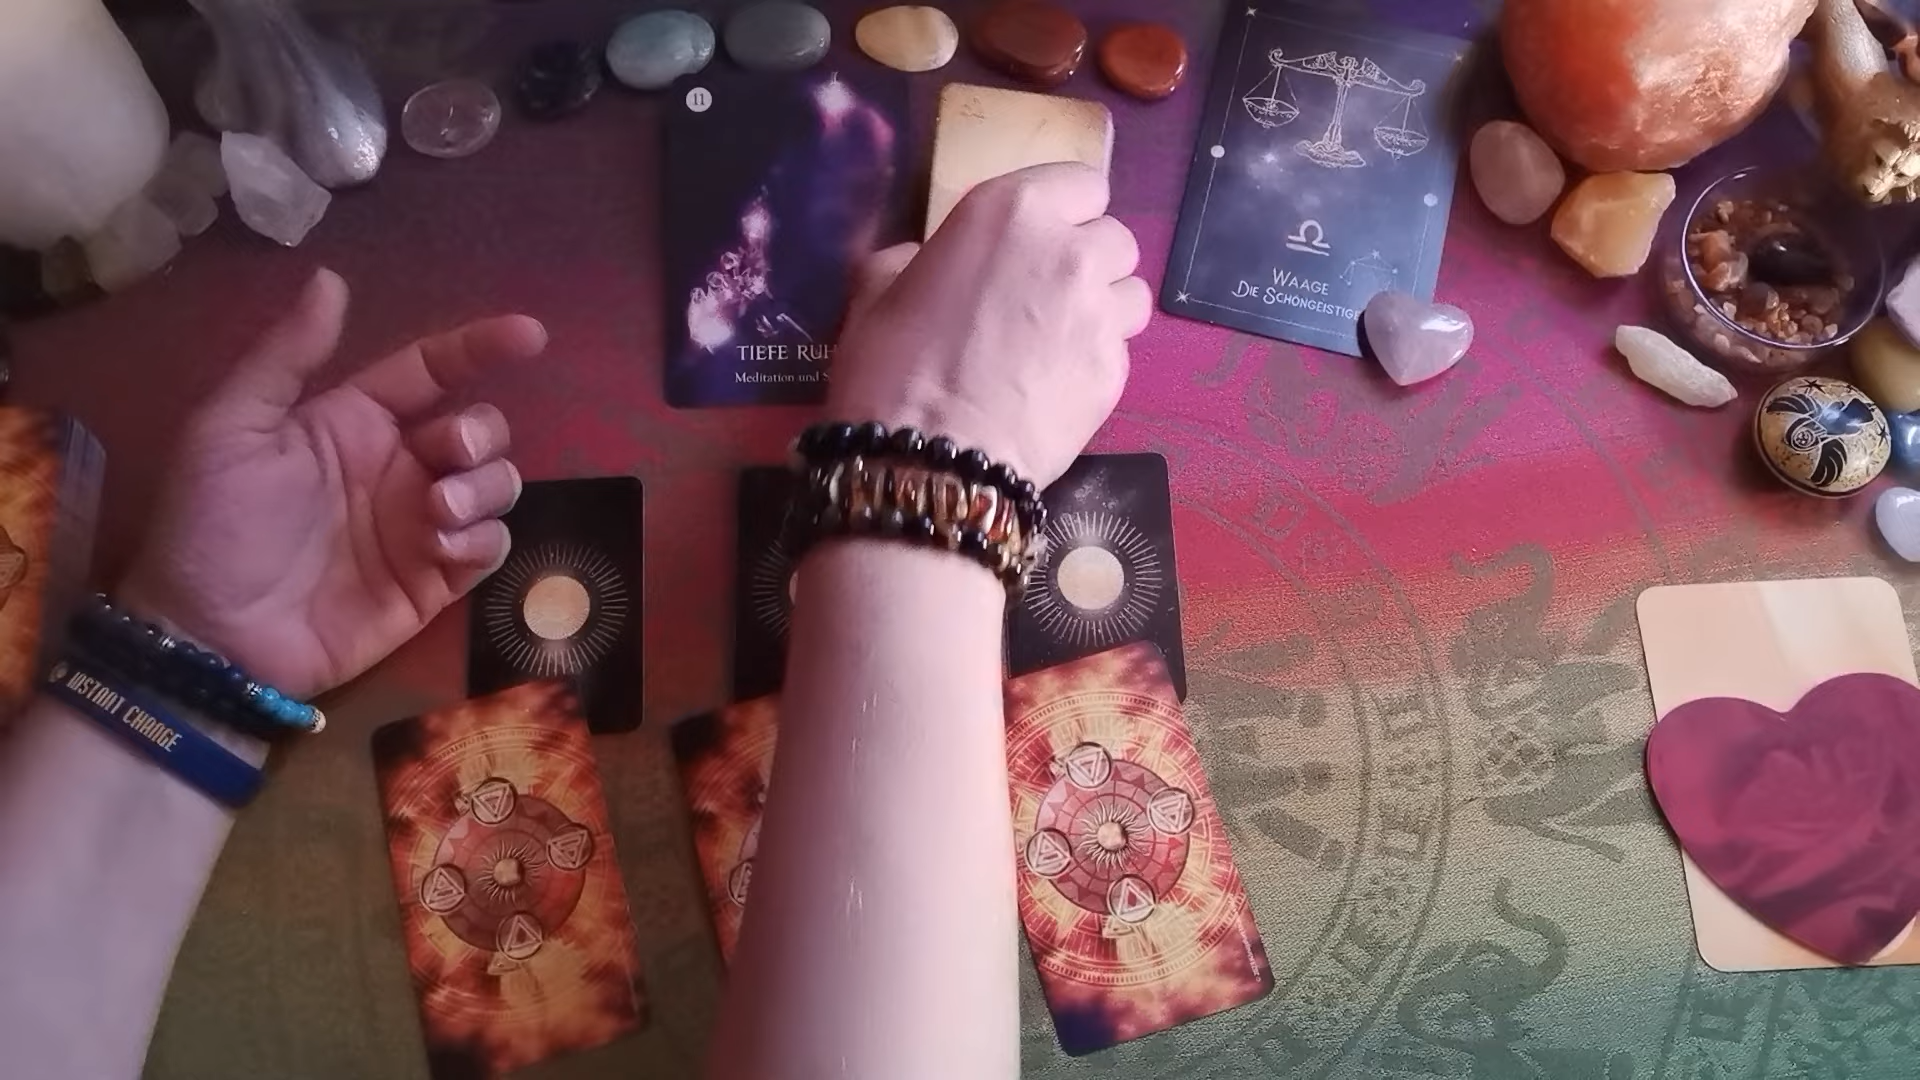 11
TIEFE RUH
Meditation und S
WAAGE
DIE SCHÖNGEISTIGE
INSTANT CHANGE